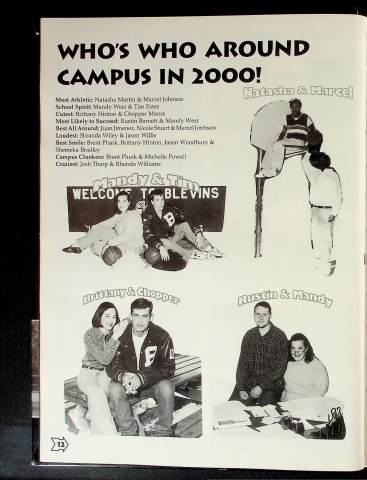 WHO'S WHO AROUND
CAMPUS IN 2000!
Most Athletic: Natasha Martin & Marcel Johnson
School Spirit: Mandy West & Tim Estes
Cutest: Brittany Hinton & Chopper Moore
Most Likely to Succeed: Rustin Barnett & Mandy West
Best All Around: Juan Jimenez, Nicole Stuart & Marcel Jonhson
Loudest: Shranda Wiley & Jason Willis
Best Smile: Brent Plunk, Brittany Hinton, Jason Woodbury &
Shemeka Bradley
Campus Clunkers: Brent Plunk & Michelle Powell
Craziest: Josh Tharp & Rhonda Williams
Natasha & Marcel
Mandy & Tim
WELCOME TO BLEVINS
Brittany & Chopper
Rustin & Mandy
12